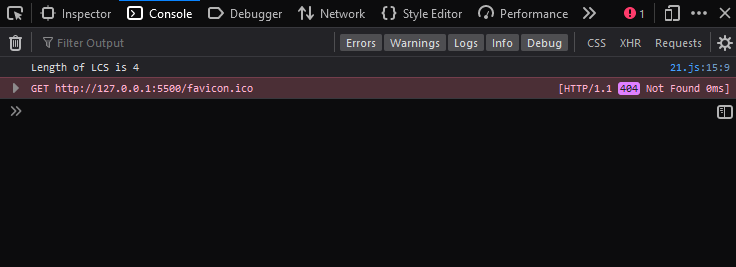 Inspector Console Debugger Network Style Editor Performance 1
Filter Output Errors Warnings Logs Info Debug CSS XHR Requests
Length of LCS is 4 21.js:15:9
GET http://127.0.0.1:5500/favicon.ico [HTTP/1.1 404 Not Found 0ms]